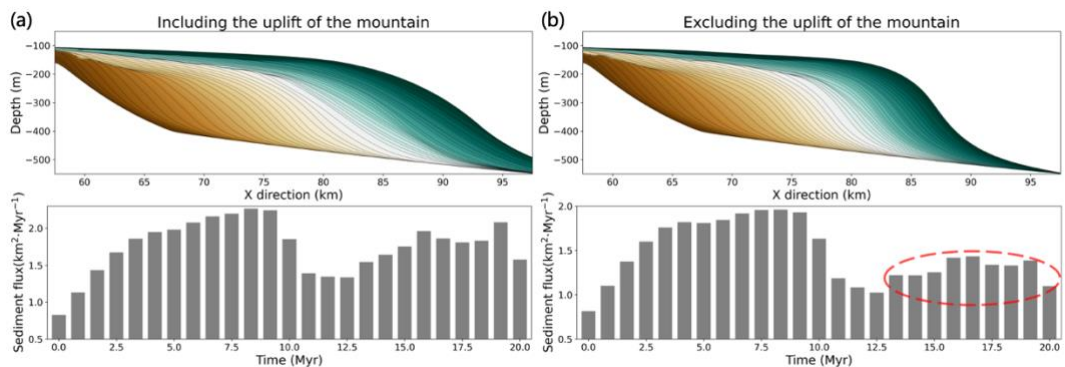 (a)
Including the uplift of the mountain
−100
−200
−300
−400
−500
Depth (m)
60 65 70 75 80 85 90 95
X direction (km)
2.0
1.5
1.0
0.5
Sediment flux(km²·Myr⁻¹)
0.0 2.5 5.0 7.5 10.0 12.5 15.0 17.5 20.0
Time (Myr)
(b)
Excluding the uplift of the mountain
−100
−200
−300
−400
−500
Depth (m)
60 65 70 75 80 85 90 95
X direction (km)
2.0
1.5
1.0
0.5
Sediment flux(km²·Myr⁻¹)
0.0 2.5 5.0 7.5 10.0 12.5 15.0 17.5 20.0
Time (Myr)